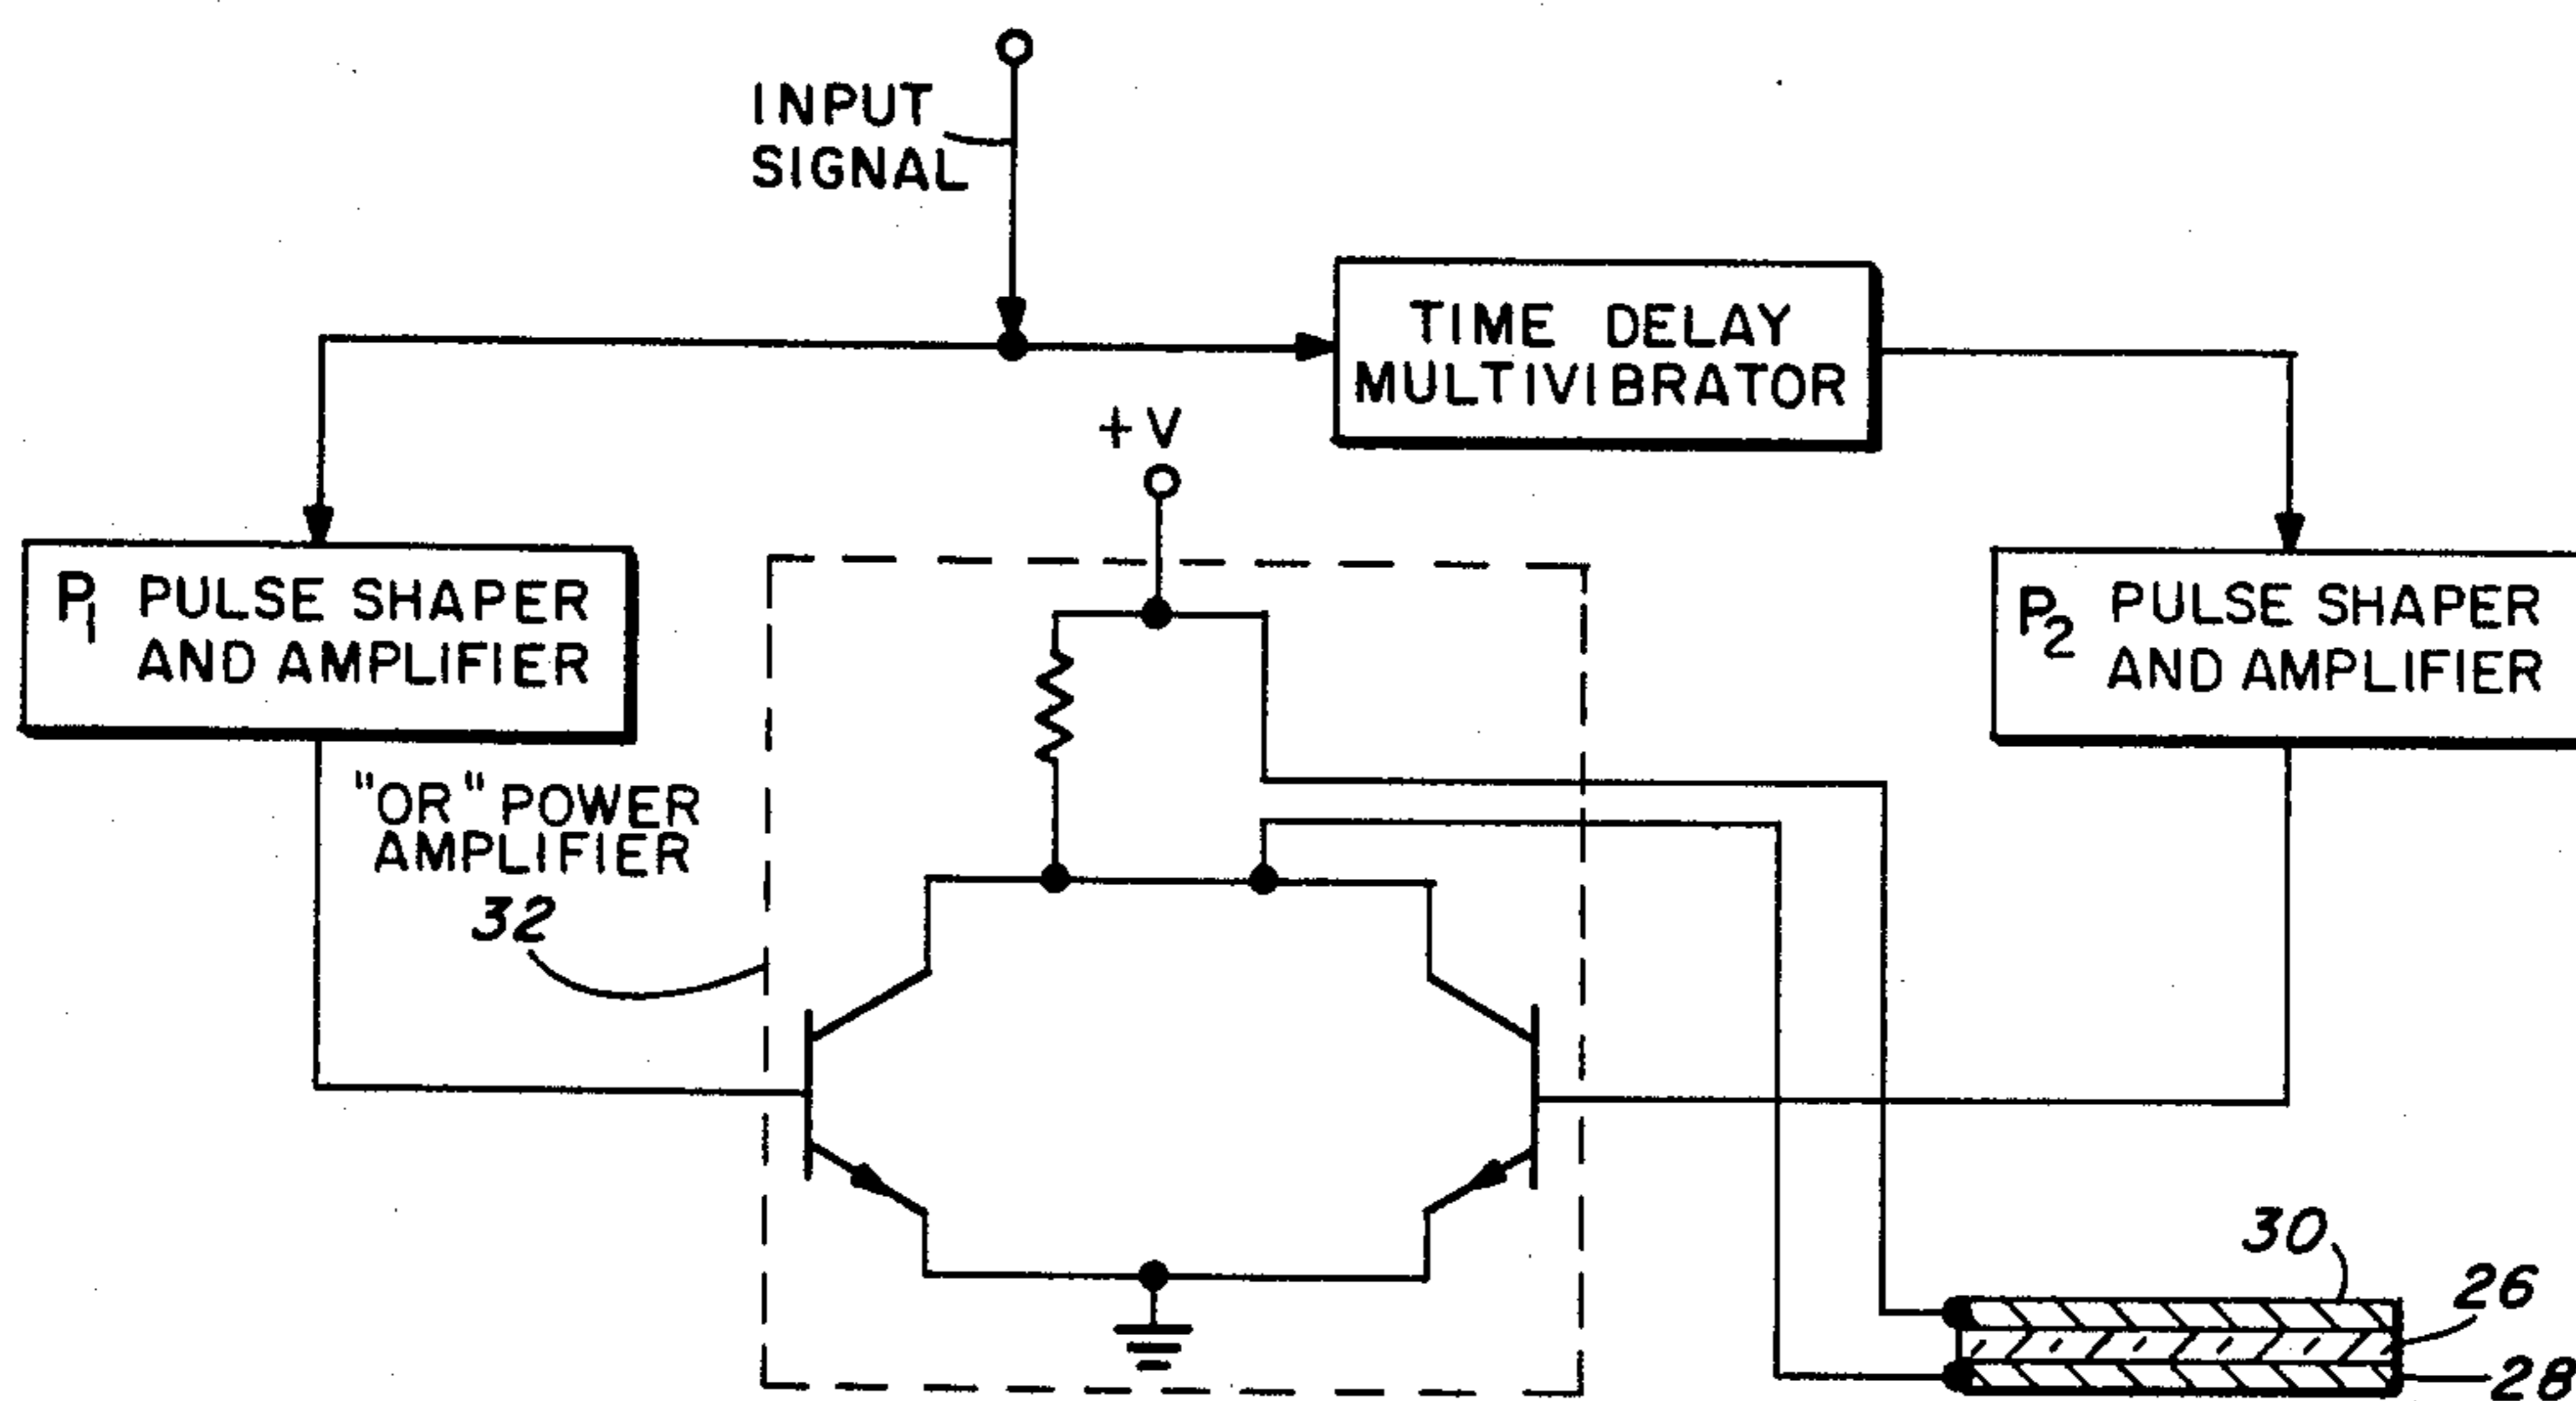 INPUT
SIGNAL
TIME DELAY
MULTIVIBRATOR
+V
P1 PULSE SHAPER
AND AMPLIFIER
P2 PULSE SHAPER
AND AMPLIFIER
"OR" POWER
AMPLIFIER
32
30
26
28